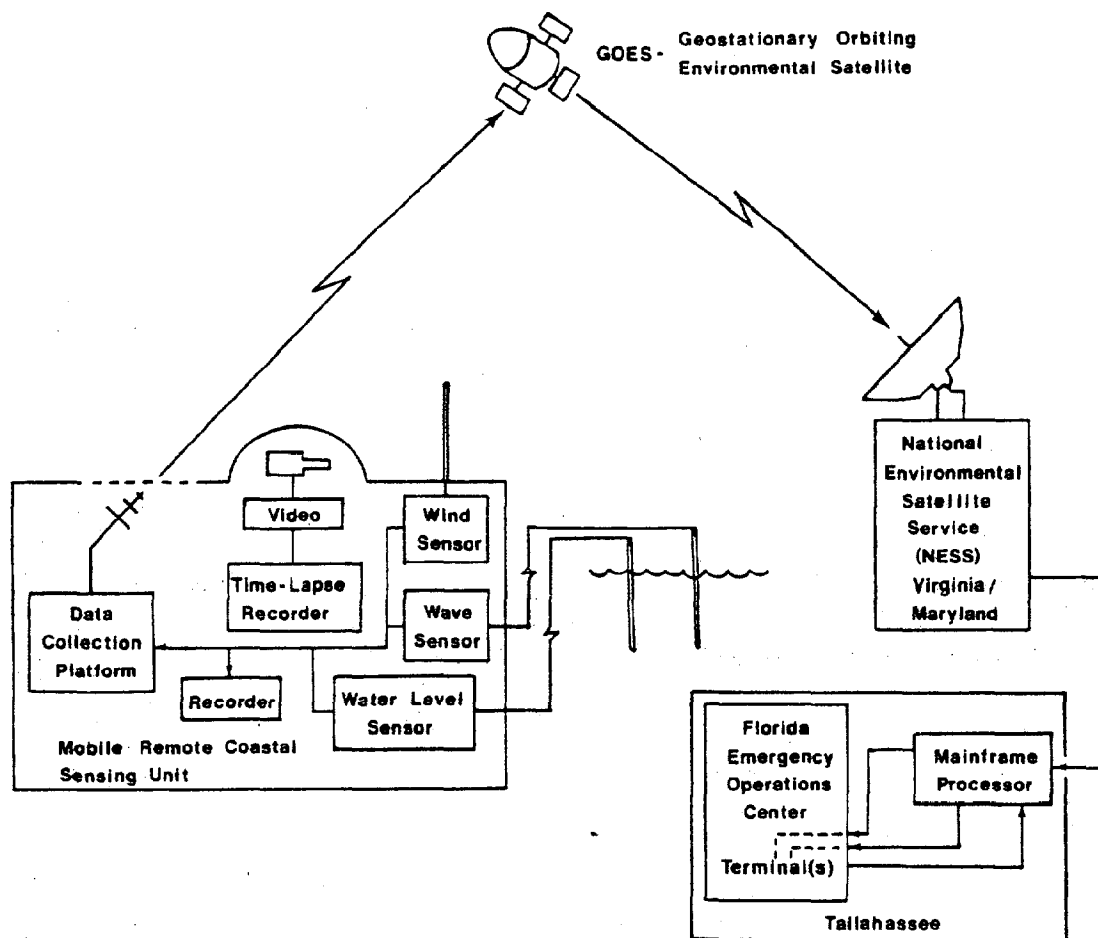 GOES - Geostationary Orbiting
Environmental Satellite
National
Environmental
Satellite
Service
(NESS)
Virginia/
Maryland
Video
Time-Lapse
Recorder
Wind
Sensor
Wave
Sensor
Data
Collection
Platform
Recorder
Water Level
Sensor
Mobile Remote Coastal
Sensing Unit
Florida
Emergency
Operations
Center
Terminal(s)
Mainframe
Processor
Tallahassee